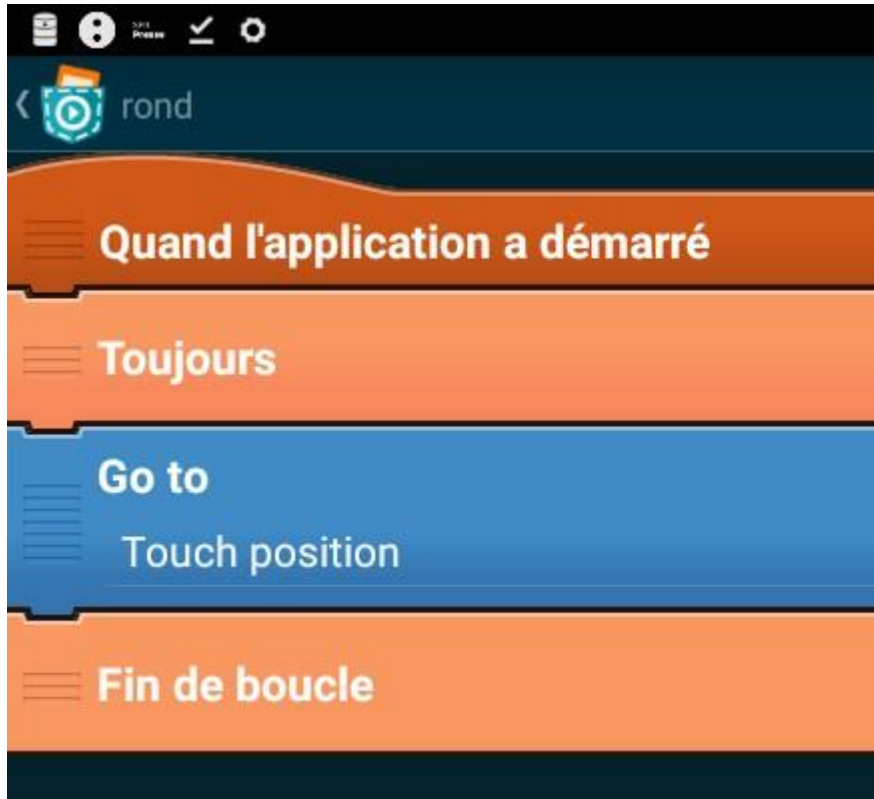 rond
Quand l'application a démarré
Toujours
Go to
Touch position
Fin de boucle